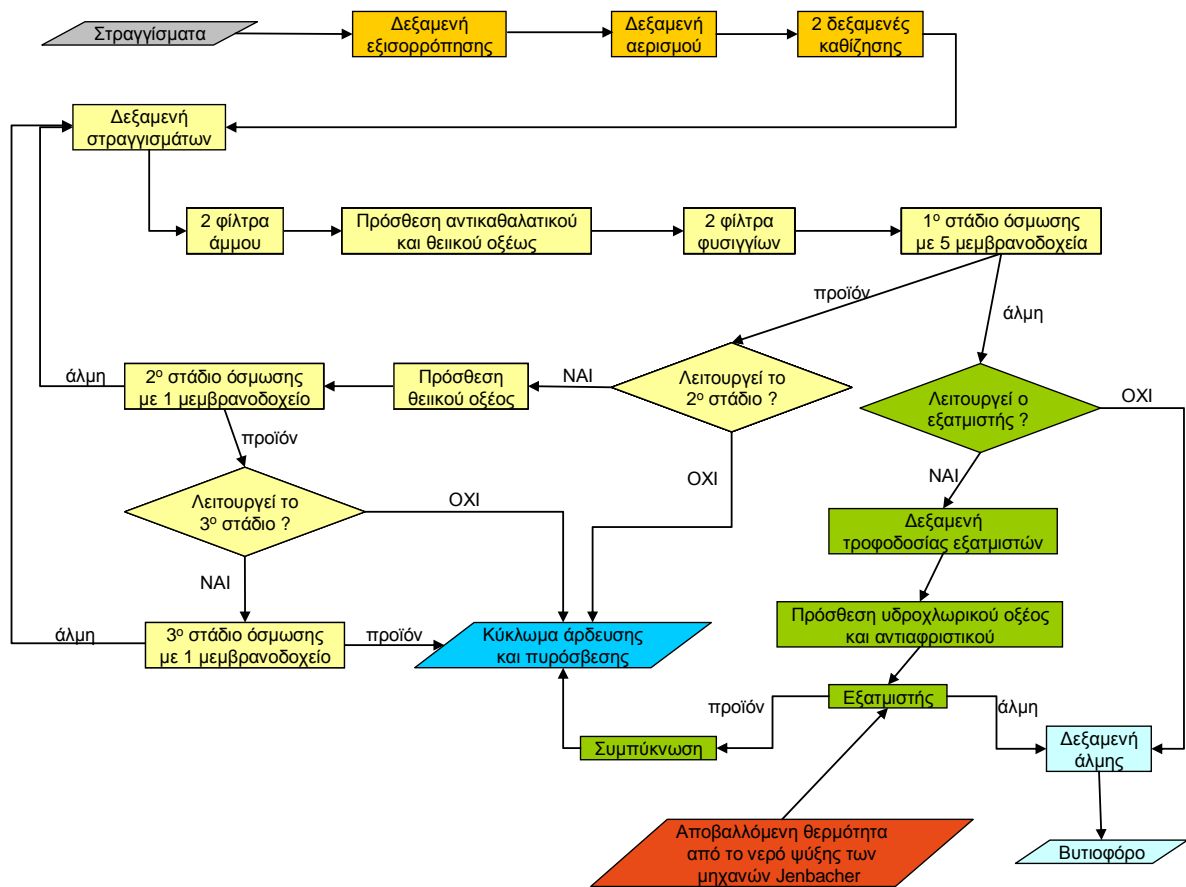 Στραγγίσματα
Δεξαμενή
εξισορρόπησης
Δεξαμενή
αερισμού
2 δεξαμενές
καθίζησης
Δεξαμενή
στραγγισμάτων
2 φίλτρα
άμμου
Πρόσθεση αντικαθαλατικού
και θειικού οξέως
2 φίλτρα
φυσιγγίων
1ο στάδιο όσμωσης
με 5 μεμβρανοδοχεία
προϊόν
άλμη
άλμη
2ο στάδιο όσμωσης
με 1 μεμβρανοδοχείο
Πρόσθεση
θειικού οξέος
ΝΑΙ
Λειτουργεί το
2ο στάδιο ?
Λειτουργεί ο
εξατμιστής ?
ΟΧΙ
προϊόν
ΟΧΙ
ΝΑΙ
Λειτουργεί το
3ο στάδιο ?
ΟΧΙ
Δεξαμενή
τροφοδοσίας εξατμιστών
ΝΑΙ
άλμη
3ο στάδιο όσμωσης
με 1 μεμβρανοδοχείο
προϊόν
Κύκλωμα άρδευσης
και πυρόσβεσης
Πρόσθεση υδροχλωρικού οξέος
και αντιαφριστικού
Εξατμιστής
προϊόν
άλμη
Συμπύκνωση
Δεξαμενή
άλμης
Αποβαλλόμενη θερμότητα
από το νερό ψύξης των
μηχανών Jenbacher
Βυτιοφόρο